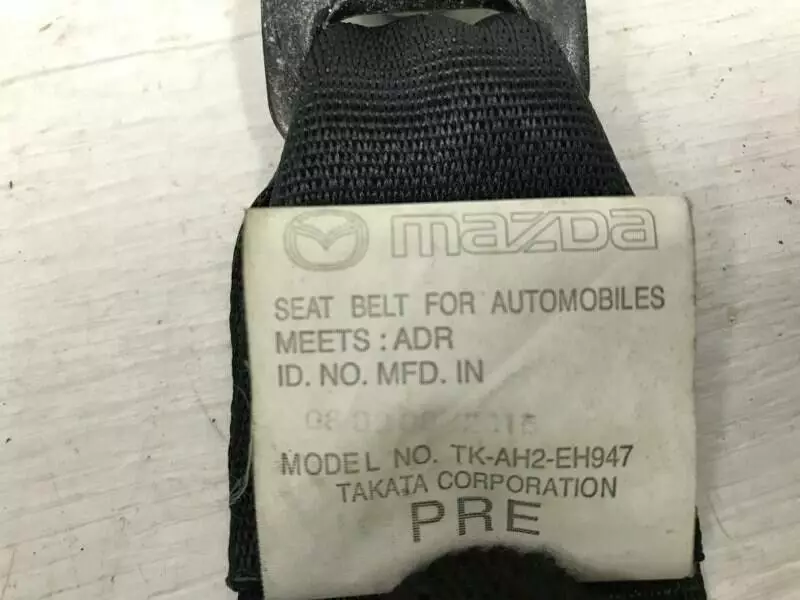 mazda
SEAT BELT FOR AUTOMOBILES
MEETS : ADR
ID. NO. MFD. IN
MODEL NO. TK-AH2-EH947
TAKATA CORPORATION
PRE